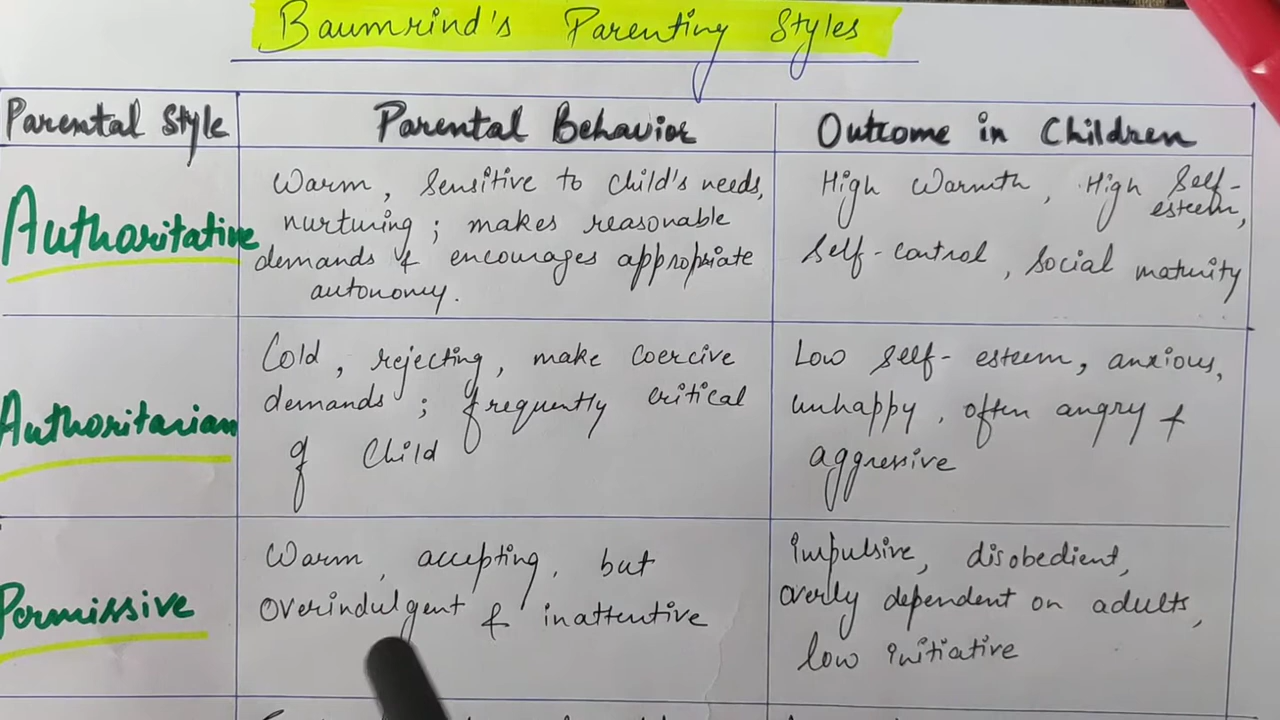 Baumrind's Parenting Styles
Parental Style
Parental Behavior
Outcome in Children
Authoritative
Warm, Sensitive to child's needs,
nurturing; makes reasonable
demands & encourages appropriate
autonomy.
High Warmth, High Self-
esteem,
Self-control, Social maturity
Authoritarian
Cold, rejecting, make coercive
demands; frequently critical
of Child
Low Self-esteem, anxious,
unhappy, often angry &
aggressive
Permissive
Warm, accepting, but
overindulgent & inattentive
Impulsive, disobedient,
overly dependent on adults,
low initiative